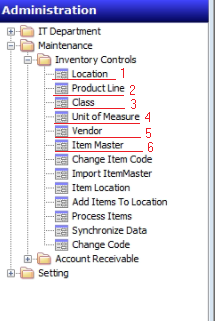 Administration
IT Department
Maintenance
Inventory Controls
Location 1
Product Line 2
Class 3
Unit of Measure 4
Vendor 5
Item Master 6
Change Item Code
Import ItemMaster
Item Location
Add Items To Location
Process Items
Synchronize Data
Change Code
Account Receivable
Setting